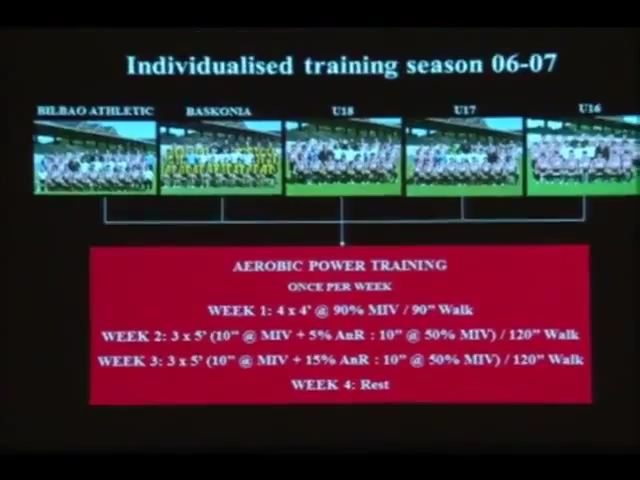 Individualised training season 06-07
BILBAO ATHLETIC BASKONIA U18 U17 U16
AEROBIC POWER TRAINING
ONCE PER WEEK
WEEK 1: 4 x 4' @ 90% MIV / 90” Walk
WEEK 2: 3 x 5' (10” @ MIV + 5% AnR : 10” @ 50% MIV) / 120” Walk
WEEK 3: 3 x 5' (10” @ MIV + 15% AnR : 10” @ 50% MIV) / 120” Walk
WEEK 4: Rest